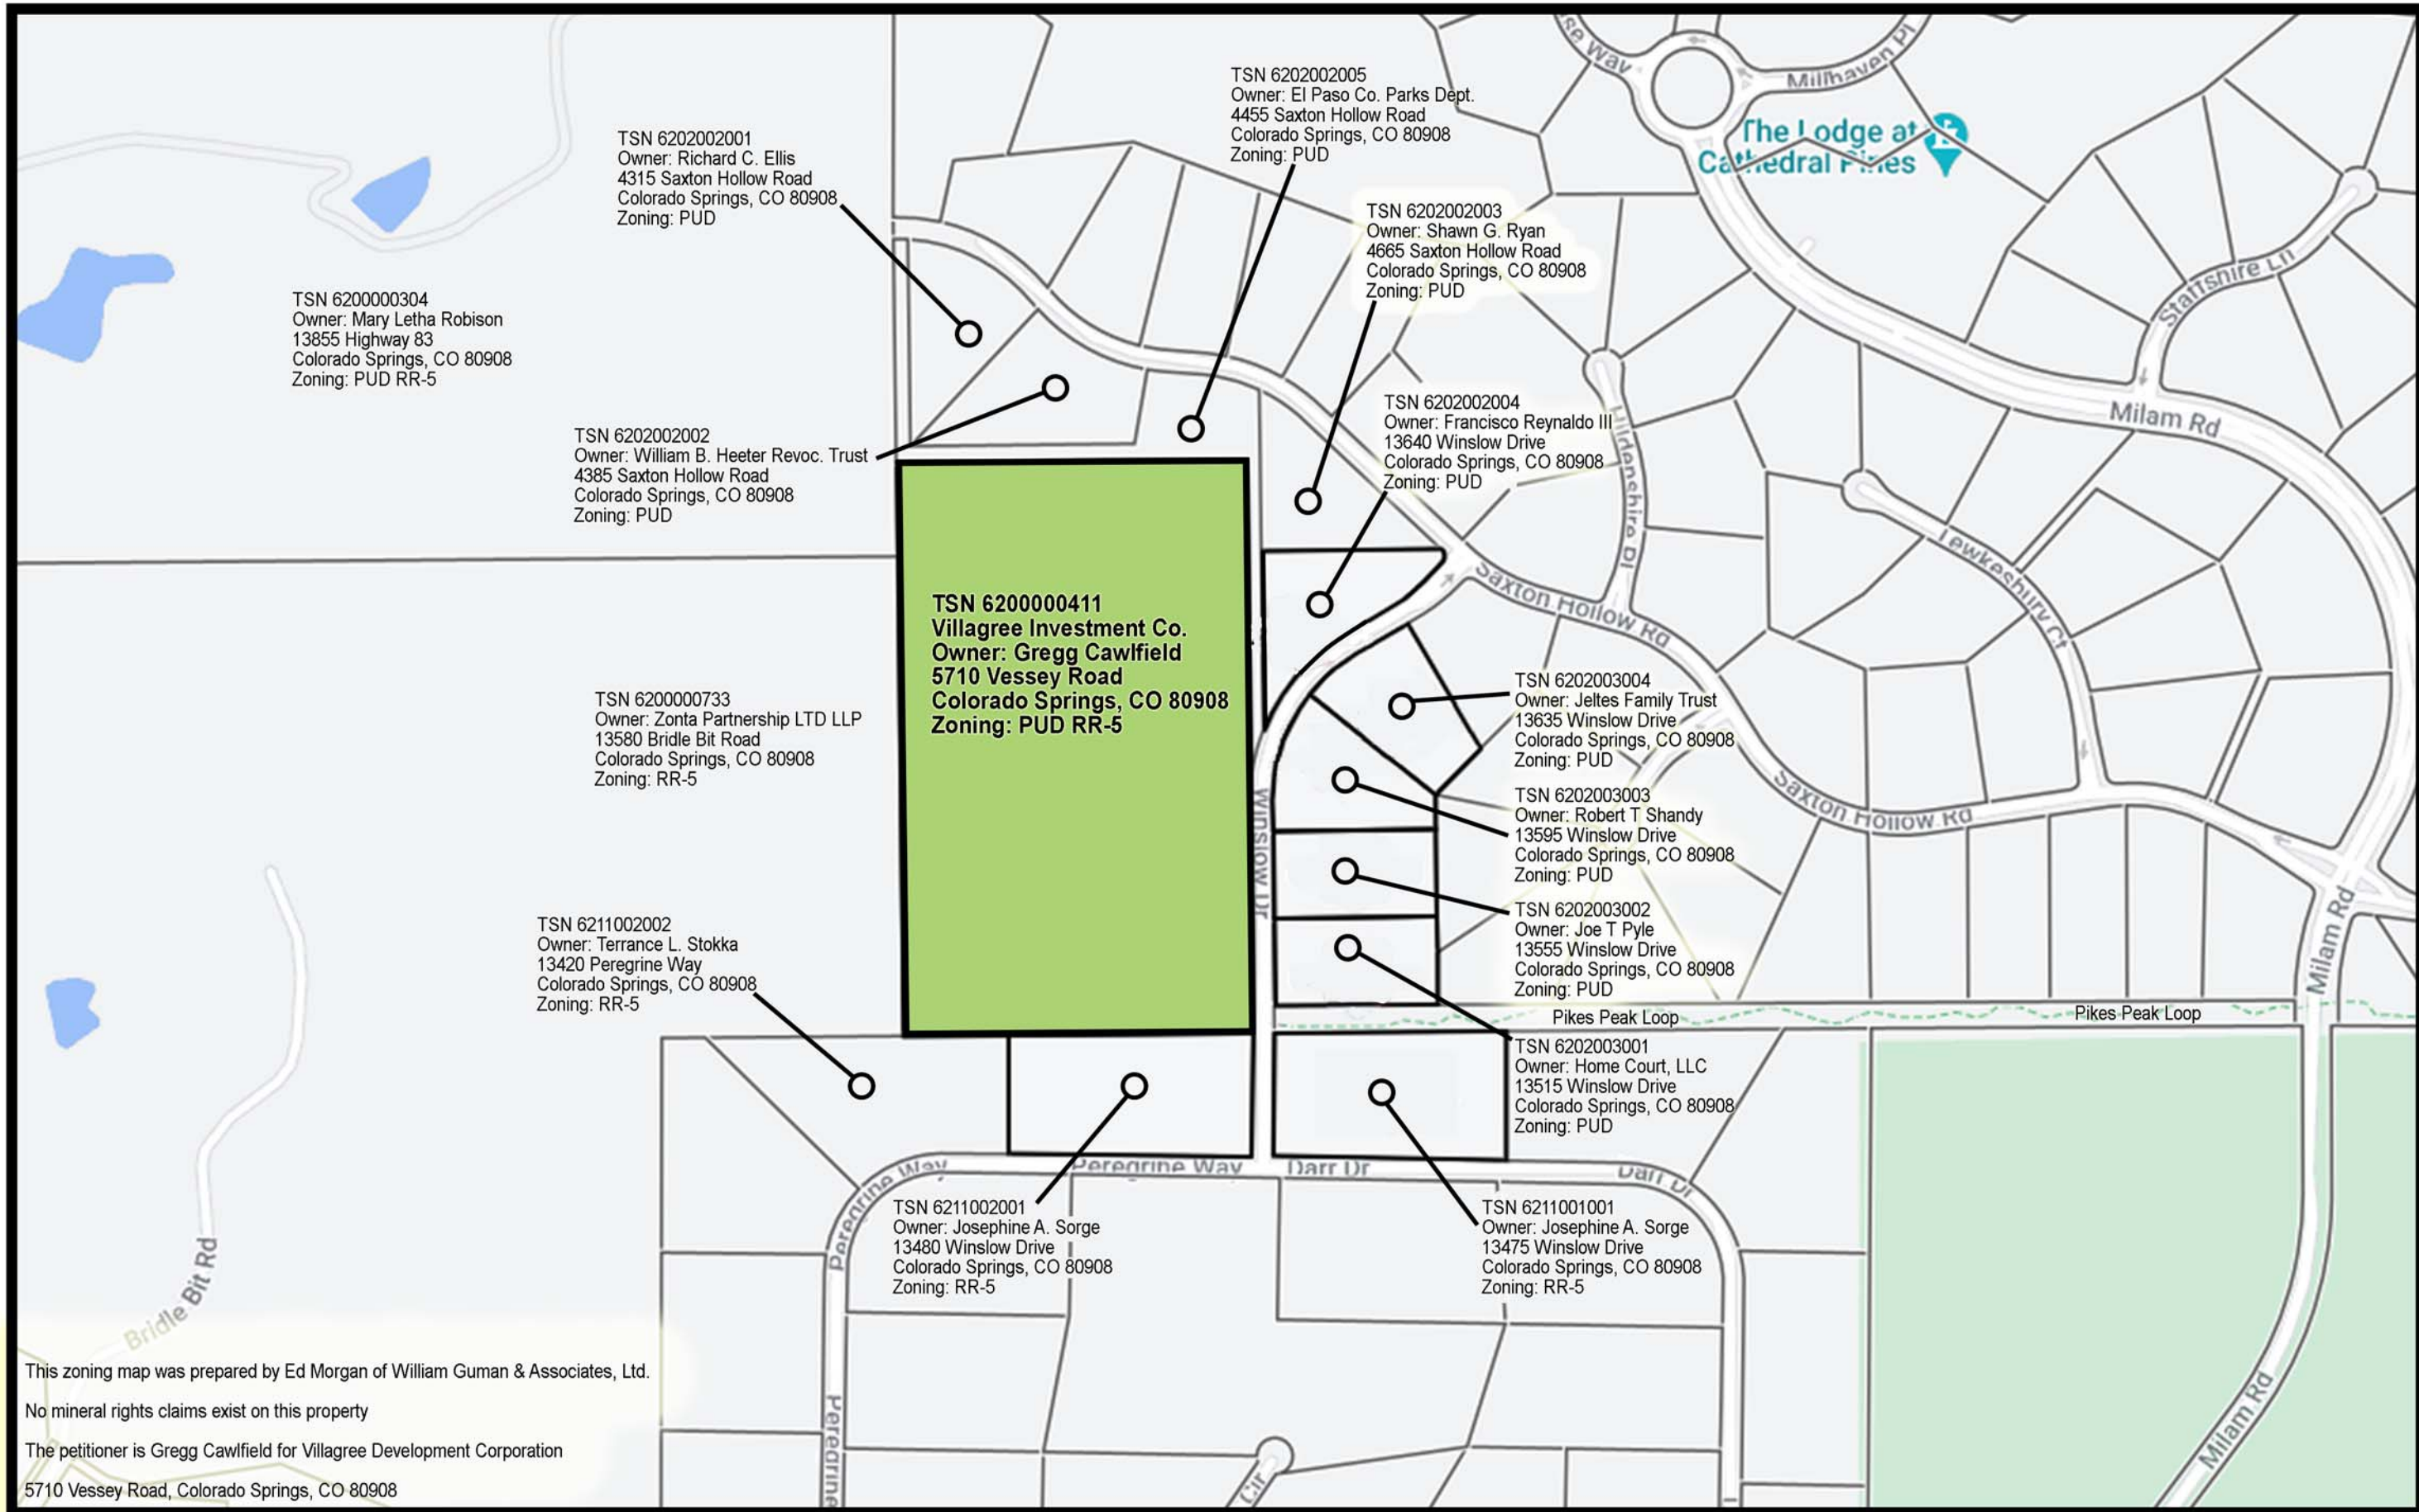 se Way
Millhaven Pl
The Lodge at
Cathedral Pines
TSN 6202002005
Owner: El Paso Co. Parks Dept.
4455 Saxton Hollow Road
Colorado Springs, CO 80908
Zoning: PUD
TSN 6202002001
Owner: Richard C. Ellis
4315 Saxton Hollow Road
Colorado Springs, CO 80908
Zoning: PUD
TSN 6202002003
Owner: Shawn G. Ryan
4665 Saxton Hollow Road
Colorado Springs, CO 80908
Zoning: PUD
Staffshire Ln
TSN 6200000304
Owner: Mary Letha Robison
13855 Highway 83
Colorado Springs, CO 80908
Zoning: PUD RR-5
TSN 6202002004
Owner: Francisco Reynaldo III
13640 Winslow Drive
Colorado Springs, CO 80908
Zoning: PUD
Milam Rd
TSN 6202002002
Owner: William B. Heeter Revoc. Trust
4385 Saxton Hollow Road
Colorado Springs, CO 80908
Zoning: PUD
Tewkesbury Ct
Saxton Hollow Rd
TSN 6200000411
Villagree Investment Co.
Owner: Gregg Cawlfield
5710 Vessey Road
Colorado Springs, CO 80908
Zoning: PUD RR-5
TSN 6200000733
Owner: Zonta Partnership LTD LLP
13580 Bridle Bit Road
Colorado Springs, CO 80908
Zoning: RR-5
TSN 6202003004
Owner: Jeltes Family Trust
13635 Winslow Drive
Colorado Springs, CO 80908
Zoning: PUD
Saxton Hollow Rd
Winslow Dr
TSN 6202003003
Owner: Robert T Shandy
13595 Winslow Drive
Colorado Springs, CO 80908
Zoning: PUD
TSN 6202003002
Owner: Joe T Pyle
13555 Winslow Drive
Colorado Springs, CO 80908
Zoning: PUD
Milam Rd
TSN 6211002002
Owner: Terrance L. Stokka
13420 Peregrine Way
Colorado Springs, CO 80908
Zoning: RR-5
Pikes Peak Loop
Pikes Peak Loop
TSN 6202003001
Owner: Home Court, LLC
13515 Winslow Drive
Colorado Springs, CO 80908
Zoning: PUD
Peregrine Way
Peregrine Way
Darr Dr
Darr Dr
TSN 6211002001
Owner: Josephine A. Sorge
13480 Winslow Drive
Colorado Springs, CO 80908
Zoning: RR-5
TSN 6211001001
Owner: Josephine A. Sorge
13475 Winslow Drive
Colorado Springs, CO 80908
Zoning: RR-5
Bridle Bit Rd
Peregrine
Milam Rd
Cir
This zoning map was prepared by Ed Morgan of William Guman & Associates, Ltd.
No mineral rights claims exist on this property
The petitioner is Gregg Cawlfield for Villagree Development Corporation
5710 Vessey Road, Colorado Springs, CO 80908